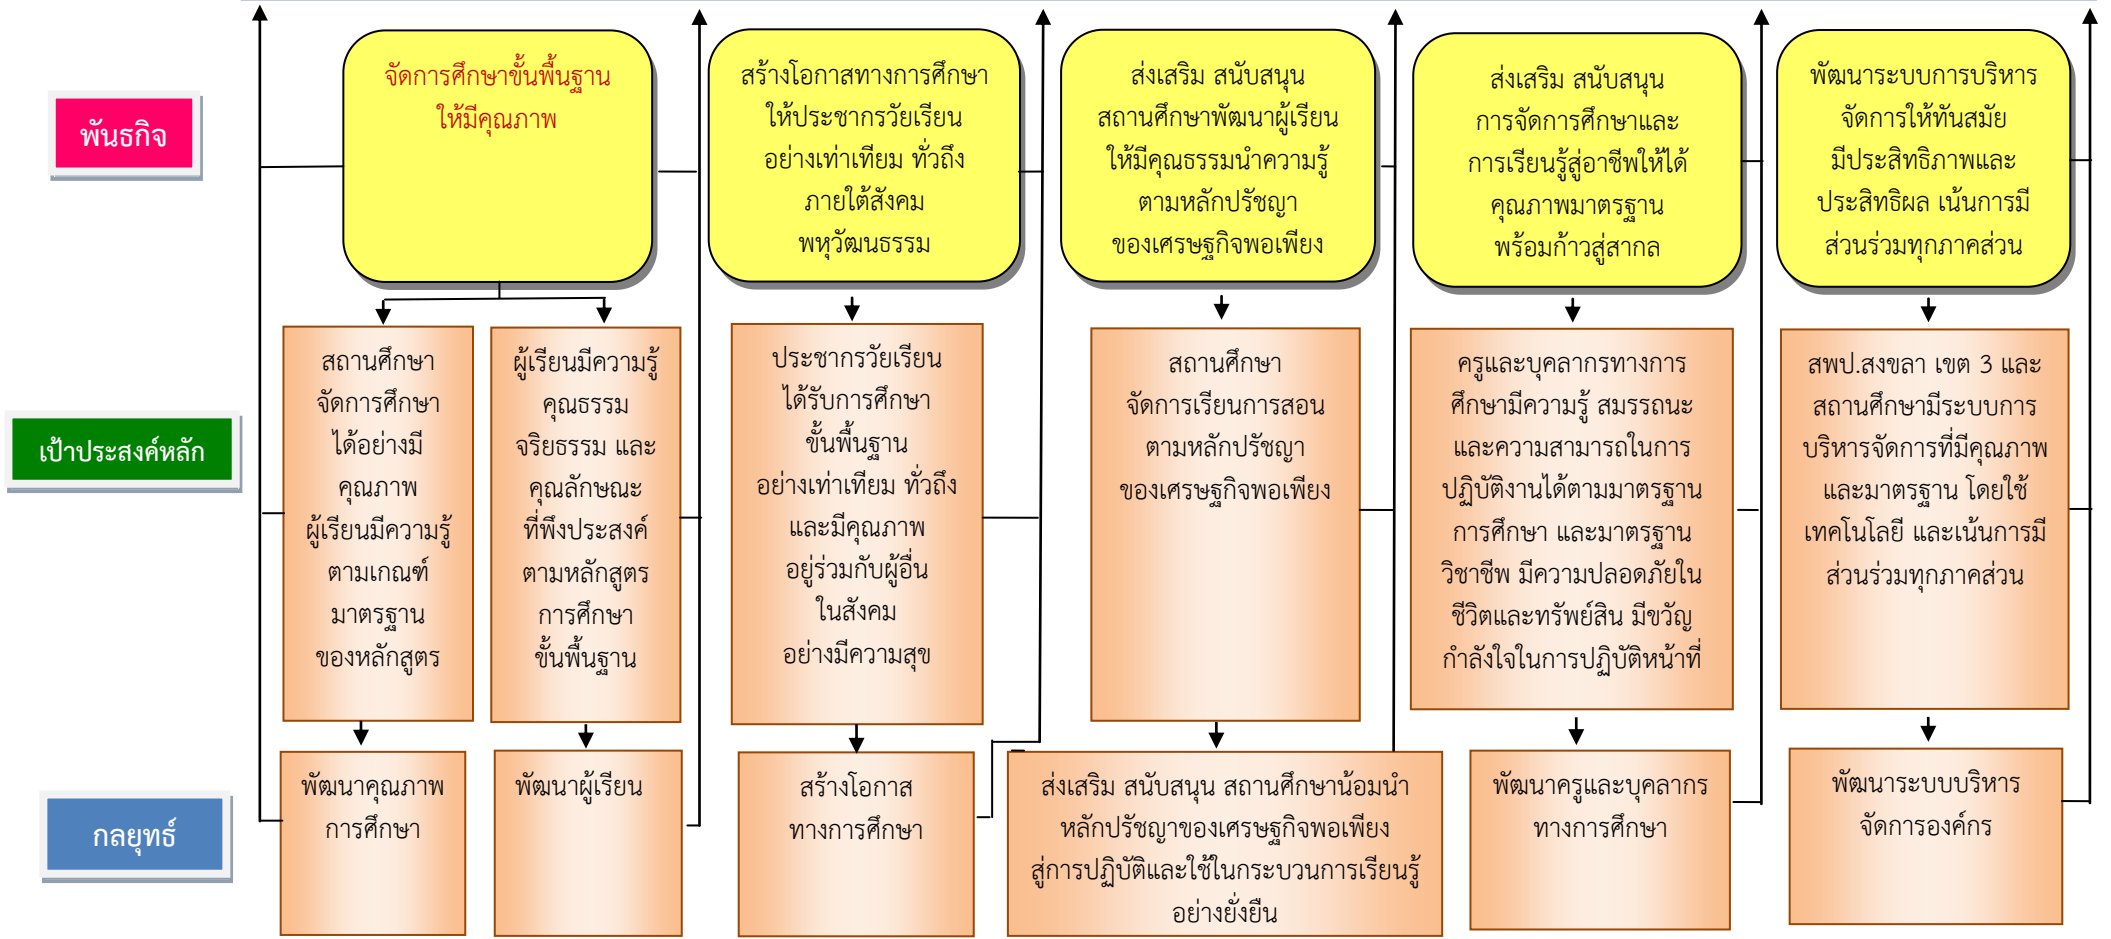 พันธกิจ
จัดการศึกษาขั้นพื้นฐาน
ให้มีคุณภาพ
สร้างโอกาสทางการศึกษา
ให้ประชากรวัยเรียน
อย่างเท่าเทียม ทั่วถึง
ภายใต้สังคม
พหุวัฒนธรรม
ส่งเสริม สนับสนุน
สถานศึกษาพัฒนาผู้เรียน
ให้มีคุณธรรมนำความรู้
ตามหลักปรัชญา
ของเศรษฐกิจพอเพียง
ส่งเสริม สนับสนุน
การจัดการศึกษาและ
การเรียนรู้สู่อาชีพให้ได้
คุณภาพมาตรฐาน
พร้อมก้าวสู่สากล
พัฒนาระบบการบริหาร
จัดการให้ทันสมัย
มีประสิทธิภาพและ
ประสิทธิผล เน้นการมี
ส่วนร่วมทุกภาคส่วน
เป้าประสงค์หลัก
สถานศึกษา
จัดการศึกษา
ได้อย่างมี
คุณภาพ
ผู้เรียนมีความรู้
ตามเกณฑ์
มาตรฐาน
ของหลักสูตร
ผู้เรียนมีความรู้
คุณธรรม
จริยธรรม และ
คุณลักษณะ
ที่พึงประสงค์
ตามหลักสูตร
การศึกษา
ขั้นพื้นฐาน
ประชากรวัยเรียน
ได้รับการศึกษา
ขั้นพื้นฐาน
อย่างเท่าเทียม ทั่วถึง
และมีคุณภาพ
อยู่ร่วมกับผู้อื่น
ในสังคม
อย่างมีความสุข
สถานศึกษา
จัดการเรียนการสอน
ตามหลักปรัชญา
ของเศรษฐกิจพอเพียง
ครูและบุคลากรทางการ
ศึกษามีความรู้ สมรรถนะ
และความสามารถในการ
ปฏิบัติงานได้ตามมาตรฐาน
การศึกษา และมาตรฐาน
วิชาชีพ มีความปลอดภัยใน
ชีวิตและทรัพย์สิน มีขวัญ
กำลังใจในการปฏิบัติหน้าที่
สพป.สงขลา เขต 3 และ
สถานศึกษามีระบบการ
บริหารจัดการที่มีคุณภาพ
และมาตรฐาน โดยใช้
เทคโนโลยี และเน้นการมี
ส่วนร่วมทุกภาคส่วน
กลยุทธ์
พัฒนาคุณภาพ
การศึกษา
พัฒนาผู้เรียน
สร้างโอกาส
ทางการศึกษา
ส่งเสริม สนับสนุน สถานศึกษาน้อมนำ
หลักปรัชญาของเศรษฐกิจพอเพียง
สู่การปฏิบัติและใช้ในกระบวนการเรียนรู้
อย่างยั่งยืน
พัฒนาครูและบุคลากร
ทางการศึกษา
พัฒนาระบบบริหาร
จัดการองค์กร